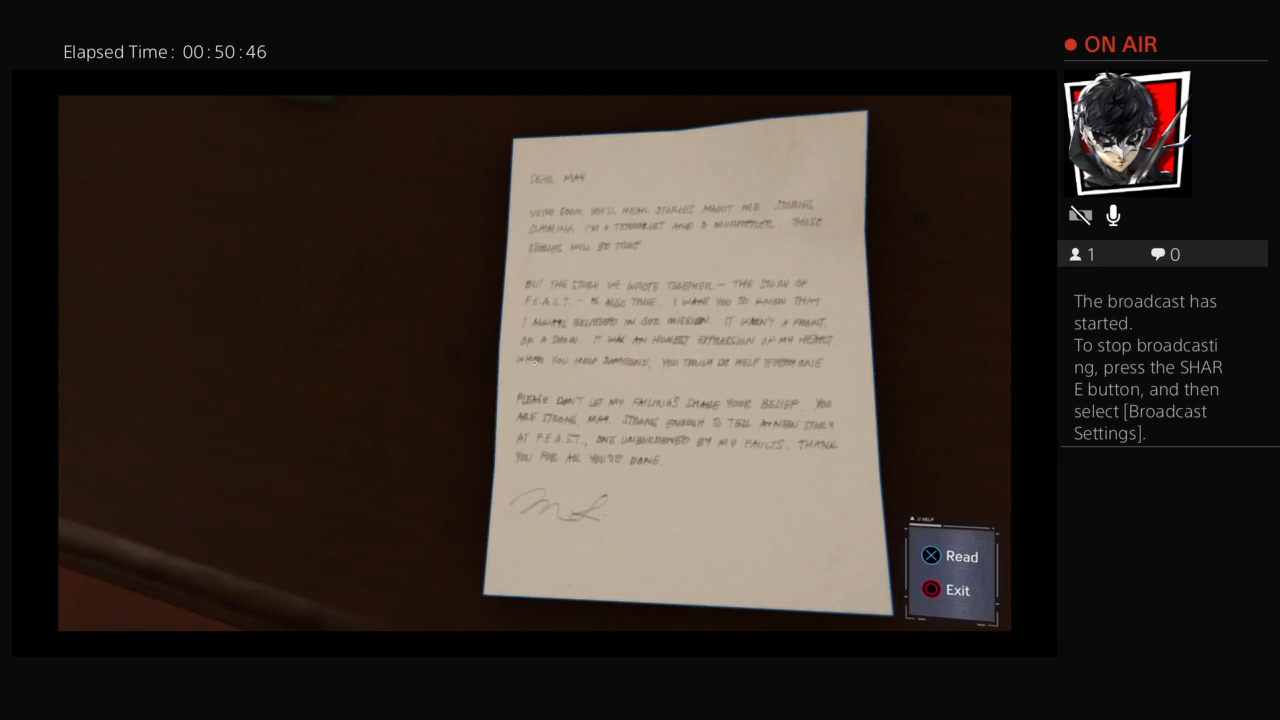 Elapsed Time: 00:50:46
ON AIR
1
0
The broadcast has
started.
To stop broadcasti
ng, press the SHAR
E button, and then
select [Broadcast
Settings].
DEAR MAY
VERY SOON, YOU'LL HEAR STORIES ABOUT ME. STORIES
CLAIMING I'M A TERRORIST AND A MURDERER. THOSE
STORIES WILL BE TRUE.
BUT THE STORY WE WROTE TOGETHER - THE STORY OF
F.E.A.S.T. - IS ALSO TRUE. I WANT YOU TO KNOW THAT
I ALWAYS BELIEVED IN OUR MISSION. IT WASN'T A FRONT,
OR A SHOW. IT WAS AN HONEST EXPRESSION OF MY HEART
WHEN YOU HELP SOMEONE, YOU TRULY DO HELP EVERYONE.
PLEASE DON'T LET MY FAILINGS SHAKE YOUR BELIEF. YOU
ARE STRONG, MAY. STRONG ENOUGH TO TELL A NEW STORY
AT F.E.A.S.T., ONE UNBURDENED BY MY FAULTS. THANK
YOU FOR ALL YOU'VE DONE.
HELP
Read
Exit